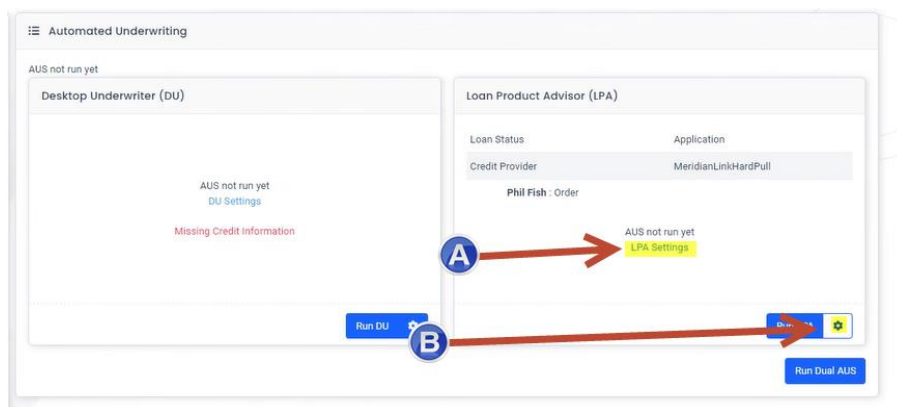 Automated Underwriting
AUS not run yet
Desktop Underwriter (DU)
AUS not run yet
DU Settings
Missing Credit Information
Run DU
Loan Product Advisor (LPA)
Loan Status Application
Credit Provider MeridianLinkHardPull
Phil Fish : Order
AUS not run yet
LPA Settings
A
B
Run Dual AUS